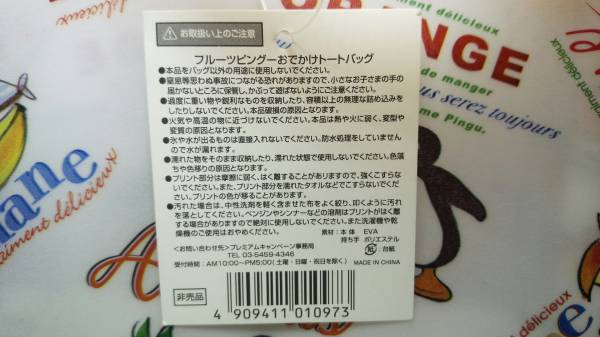 ⚠ お取扱い上のご注意
フルーツピングーおでかけトートバッグ
●本品をバッグ以外の用途に使用しないでください。
●窒息等思わぬ事故につながる恐れがありますので、小さなお子さまの手の
届かないところに保管し、かぶって遊ばないようにご注意ください。
●過度に重い物や鋭利なものを収納したり、容積以上の無理な詰め込みを
したりしないでください。本品破損の原因となります。
●火気や高温の物に近づけないでください。本品は熱や火に弱く、変型や
変質の原因となります。
●氷や水が出るものは直接入れないでください。防水処理をしていません
ので水が漏れます。
●濡れた物をそのまま収納したり、濡れた状態で使用しないでください。色落
ちや色移りの原因となります。
●プリント部分は摩擦に弱く、はく離することがありますので、強くこすらな
いでください。また、プリント部分を濡れたタオルなどでこすらないでくだ
さい。プリントの色が移ることがあります。
●汚れた場合は、中性洗剤を軽く含ませた布をよく絞り、叩くように汚れ
を落としてください。ベンジンやシンナーなどの溶剤はプリントがはく離
する場合がありますので絶対に使用しないでください。また洗濯機や乾
燥機のご使用はおやめください。
素材：本体 EVA
持ち手 ポリエステル
<お問い合わせ先>プレミアムキャンペーン事務局
TEL 03-5459-4346
受付時間：AM10:00~PM5:00(土曜・日曜・祝日を除く)
紙：台紙
MADE IN CHINA
非売品
4 909411 010973
ORANGE
délicieux
ment délicieux
de manger
serez toujours
me Pingu.
ane
aiment délicieux
délicieux